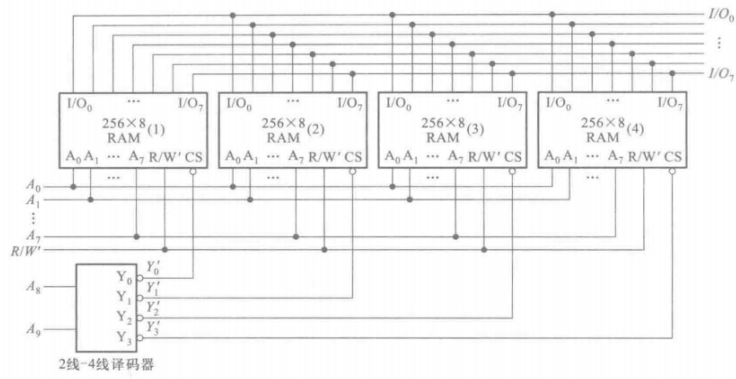 I/O₀
⋮
I/O₇
I/O₀ ⋯ I/O₇ I/O₀ ⋯ I/O₇ I/O₀ ⋯ I/O₇ I/O₀ ⋯ I/O₇
256×8 (1) 256×8 (2) 256×8 (3) 256×8 (4)
RAM RAM RAM RAM
A₀ A₁ ⋯ A₇ R/W′ CS A₀ A₁ ⋯ A₇ R/W′ CS A₀ A₁ ⋯ A₇ R/W′ CS A₀ A₁ ⋯ A₇ R/W′ CS
⋯ ⋯ ⋯ ⋯
A₀
A₁
⋮
A₇
R/W′
A₈ Y₀ Y′₀
Y₁ Y′₁
A₉ Y₂ Y′₂
Y₃ Y′₃
2线-4线译码器